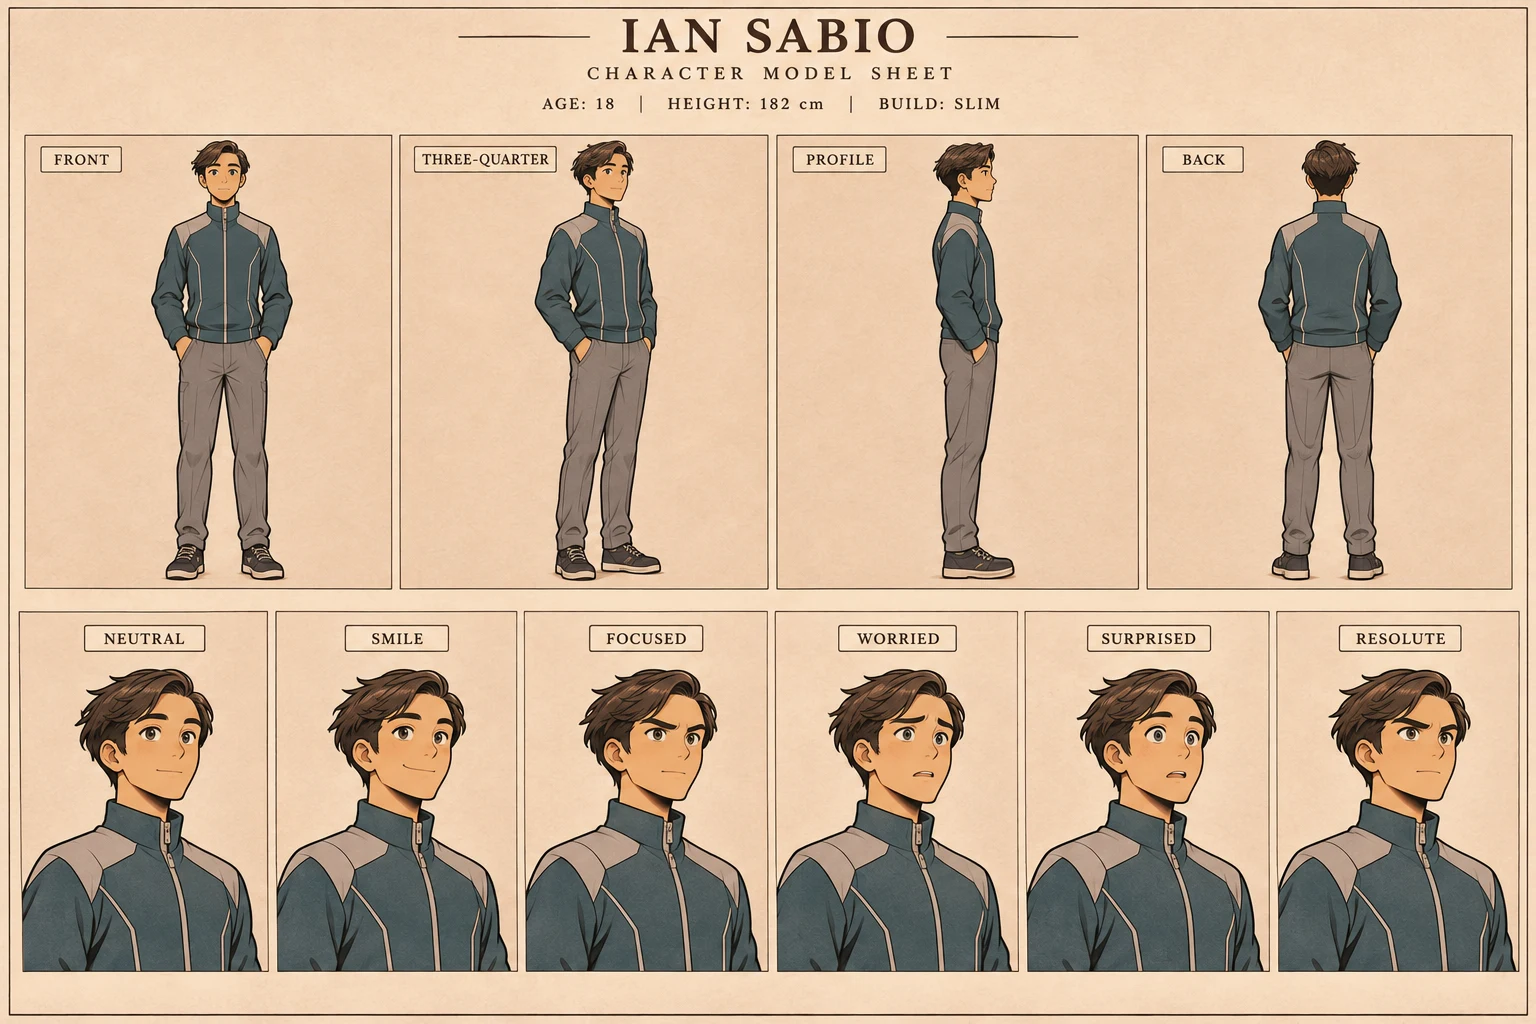 IAN SABIO
CHARACTER MODEL SHEET
AGE: 18 | HEIGHT: 182 cm | BUILD: SLIM
FRONT
THREE-QUARTER
PROFILE
BACK
NEUTRAL
SMILE
FOCUSED
WORRIED
SURPRISED
RESOLUTE